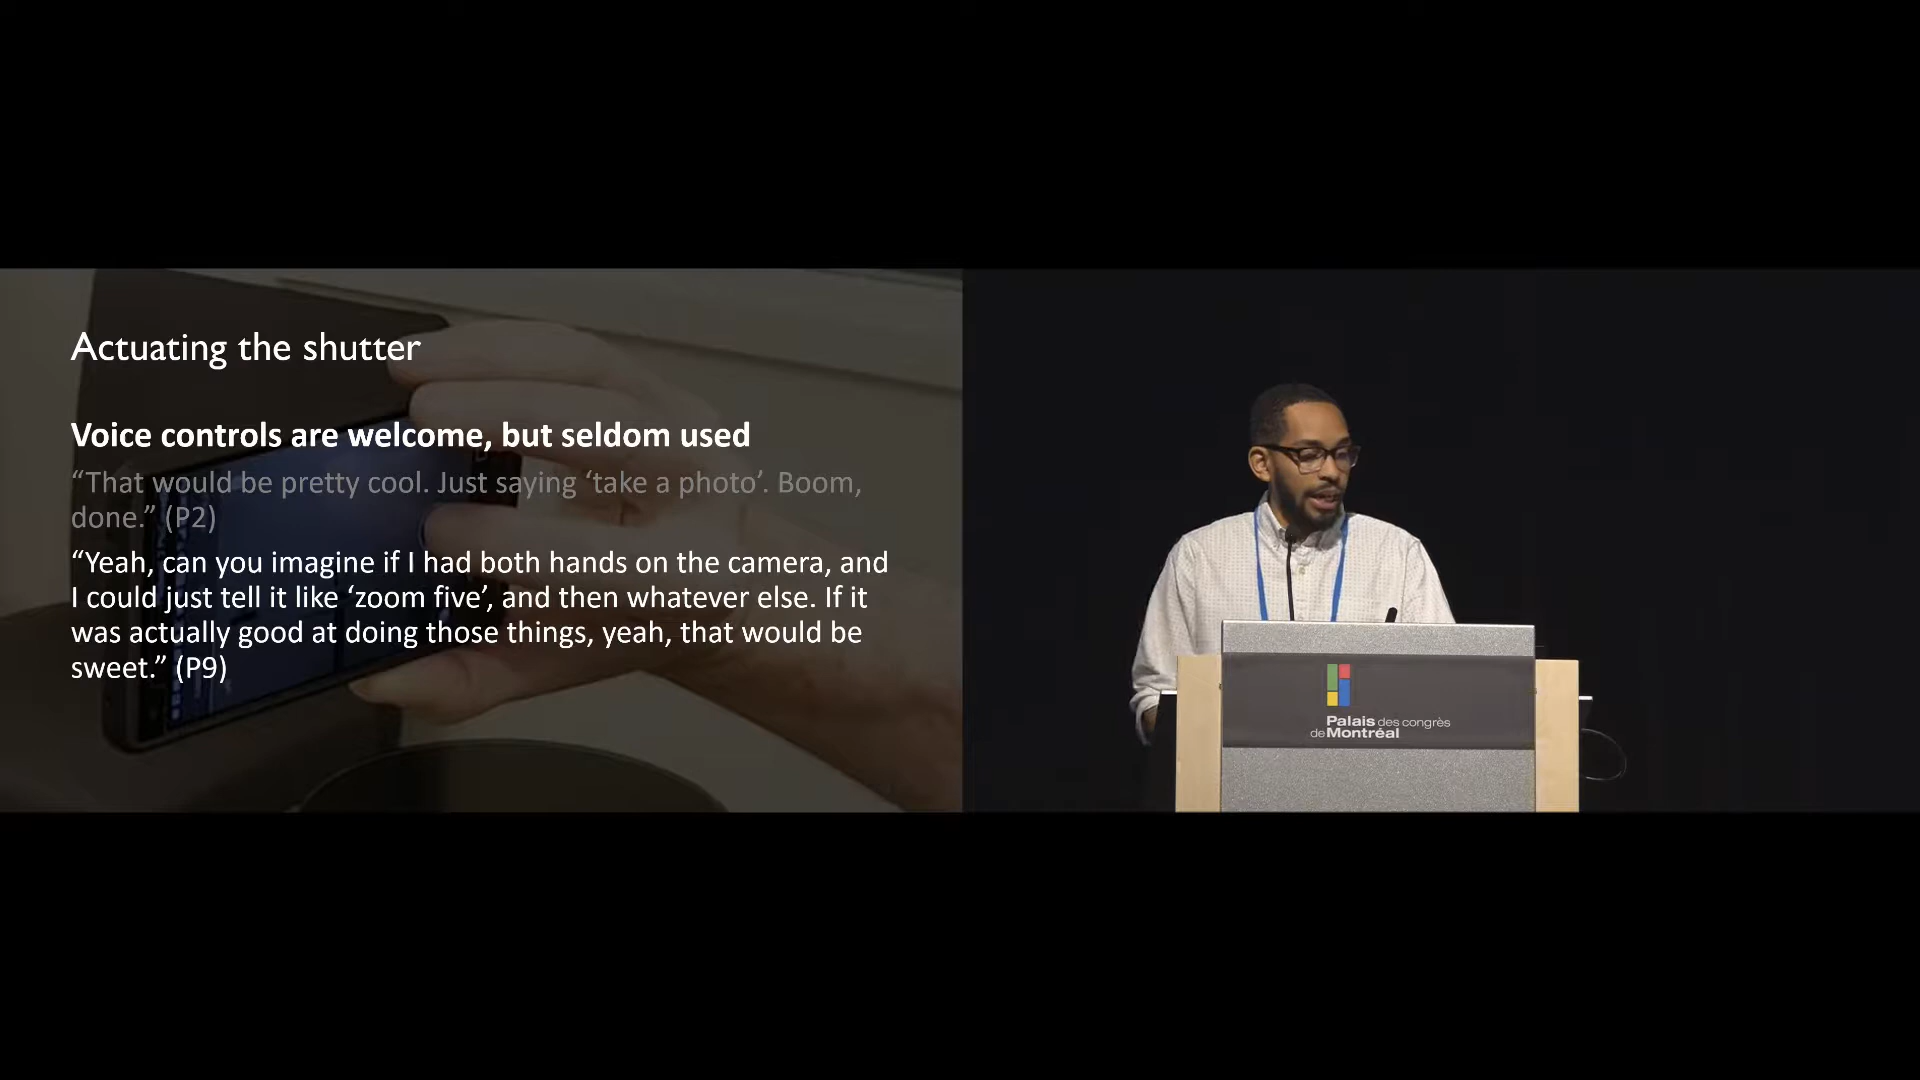 Actuating the shutter
Voice controls are welcome, but seldom used
“That would be pretty cool. Just saying ‘take a photo’. Boom,
done.” (P2)
“Yeah, can you imagine if I had both hands on the camera, and
I could just tell it like ‘zoom five’, and then whatever else. If it
was actually good at doing those things, yeah, that would be
sweet.” (P9)
Palais des congrès
de Montréal